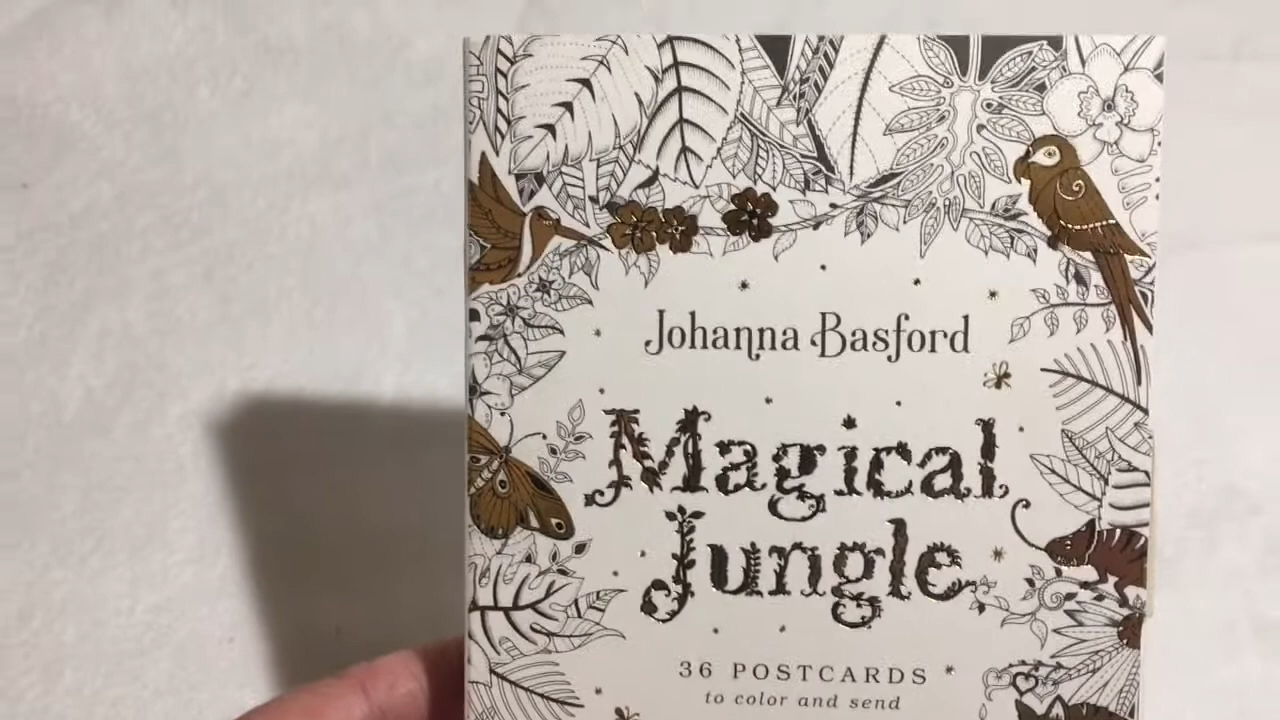 Johanna Basford
Magical
Jungle
36 POSTCARDS
to color and send